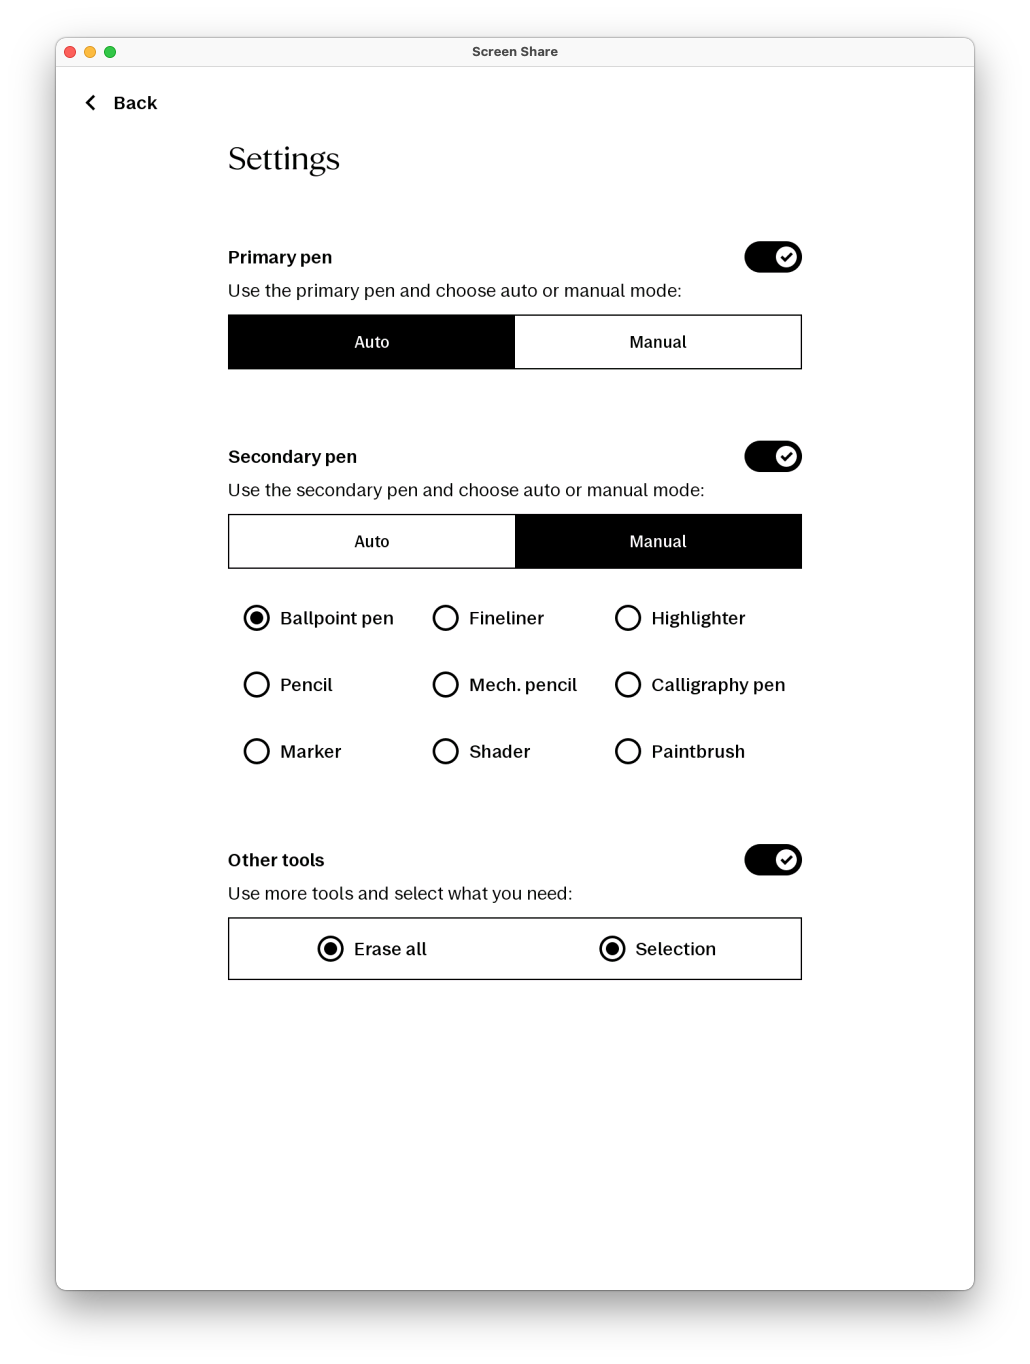 Screen Share
Back
Settings
Primary pen
Use the primary pen and choose auto or manual mode:
Auto Manual
Secondary pen
Use the secondary pen and choose auto or manual mode:
Auto Manual
Ballpoint pen Fineliner Highlighter
Pencil Mech. pencil Calligraphy pen
Marker Shader Paintbrush
Other tools
Use more tools and select what you need:
Erase all Selection